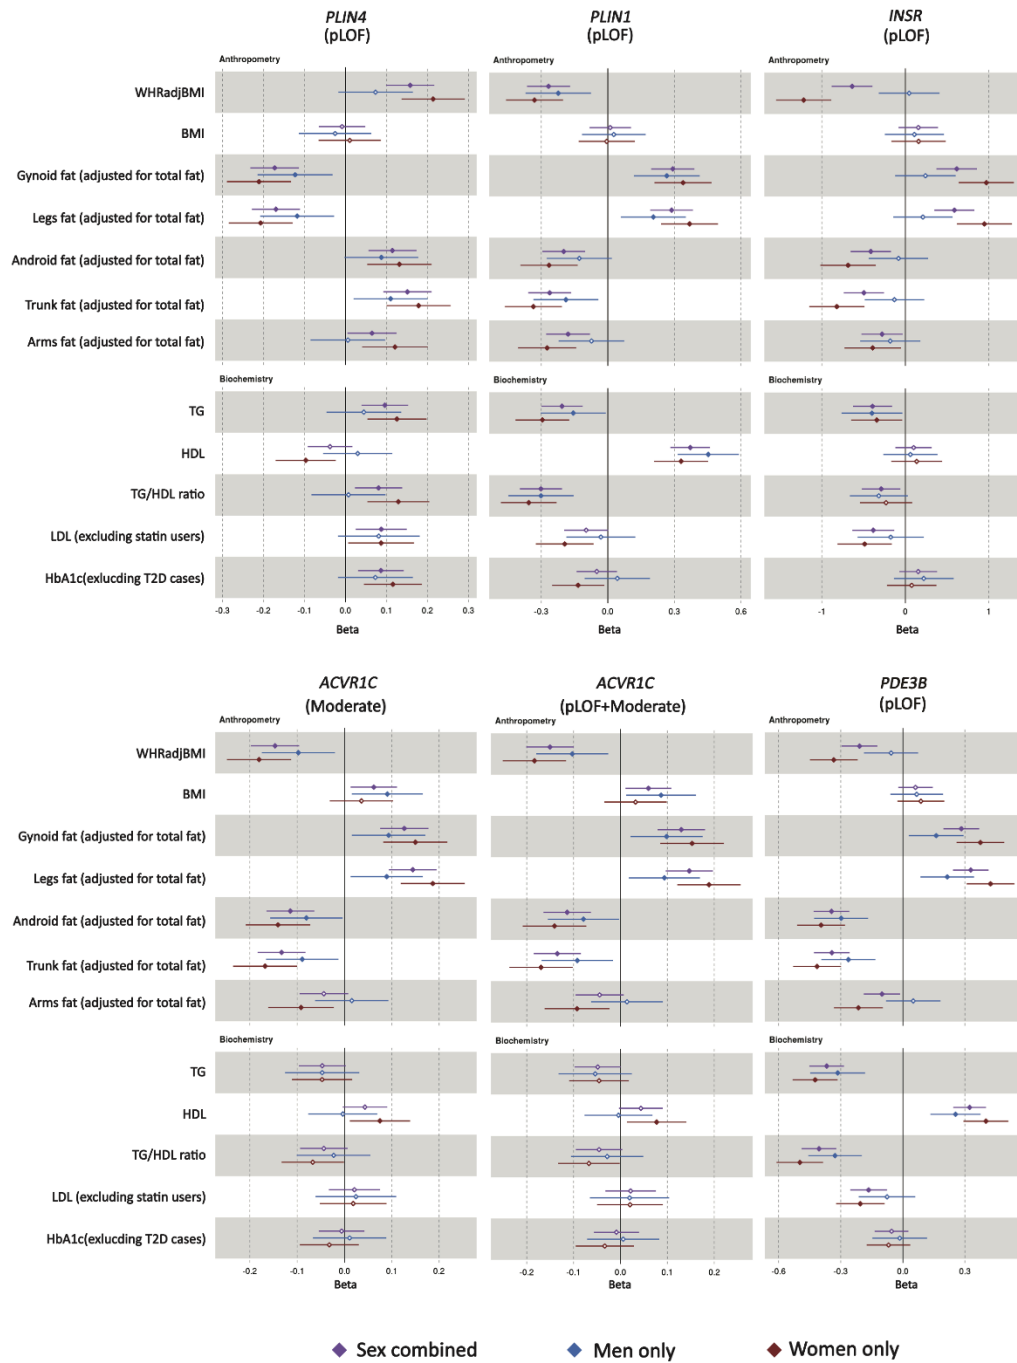 PLIN4
(pLOF)
PLIN1
(pLOF)
INSR
(pLOF)
Anthropometry
Anthropometry
Anthropometry
WHRadjBMI
BMI
Gynoid fat (adjusted for total fat)
Legs fat (adjusted for total fat)
Android fat (adjusted for total fat)
Trunk fat (adjusted for total fat)
Arms fat (adjusted for total fat)
Biochemistry
Biochemistry
Biochemistry
TG
HDL
TG/HDL ratio
LDL (excluding statin users)
HbA1c(exlucding T2D cases)
-0.3 -0.2 -0.1 0.0 0.1 0.2 0.3
-0.3 0.0 0.3 0.6
-1 0 1
Beta
Beta
Beta
ACVR1C
(Moderate)
ACVR1C
(pLOF+Moderate)
PDE3B
(pLOF)
Anthropometry
Anthropometry
Anthropometry
WHRadjBMI
BMI
Gynoid fat (adjusted for total fat)
Legs fat (adjusted for total fat)
Android fat (adjusted for total fat)
Trunk fat (adjusted for total fat)
Arms fat (adjusted for total fat)
Biochemistry
Biochemistry
Biochemistry
TG
HDL
TG/HDL ratio
LDL (excluding statin users)
HbA1c(exlucding T2D cases)
-0.2 -0.1 0.0 0.1 0.2
-0.2 -0.1 0.0 0.1 0.2
-0.6 -0.3 0.0 0.3
Beta
Beta
Beta
Sex combined
Men only
Women only